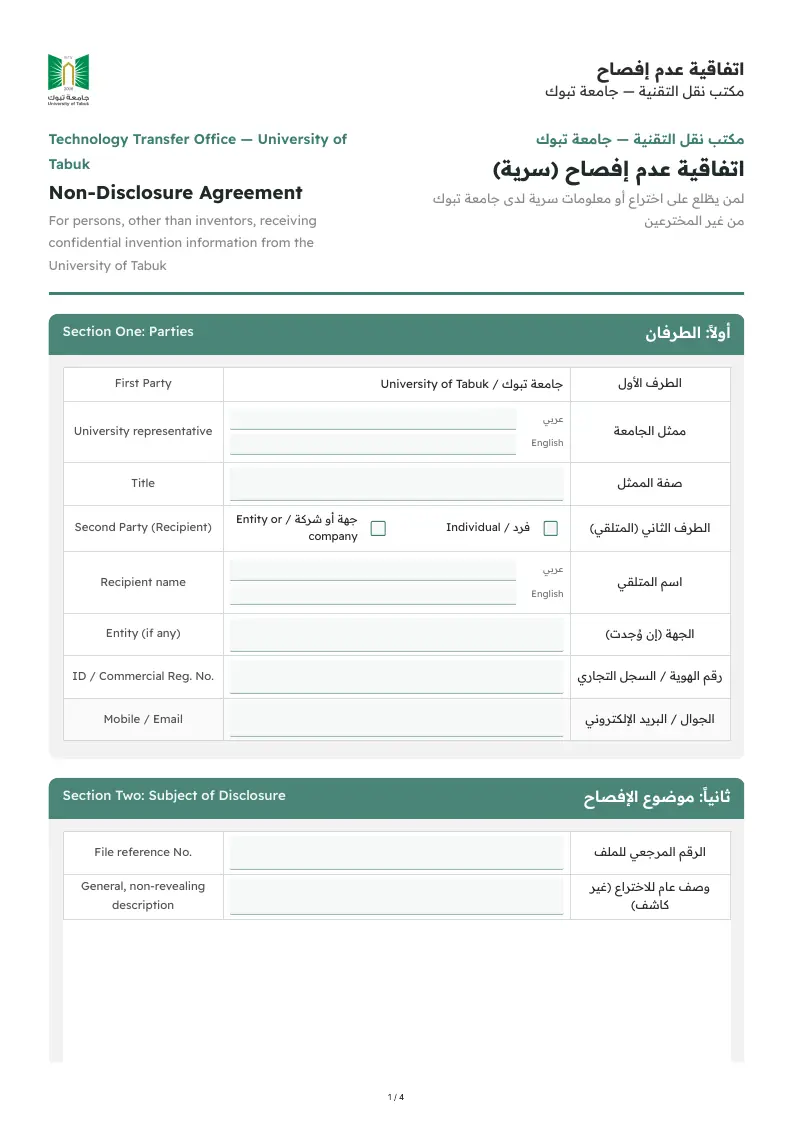 اتفاقية عدم إفصاح
مكتب نقل التقنية — جامعة تبوك
جامعة تبوك
University of Tabuk
مكتب نقل التقنية — جامعة تبوك
اتفاقية عدم إفصاح (سرية)
لمن يطّلع على اختراع أو معلومات سرية لدى جامعة تبوك
من غير المخترعين
Technology Transfer Office — University of
Tabuk
Non-Disclosure Agreement
For persons, other than inventors, receiving
confidential invention information from the
University of Tabuk
أولاً: الطرفان
Section One: Parties
الطرف الأول
جامعة تبوك / University of Tabuk
First Party
ممثل الجامعة
عربي
English
University representative
صفة الممثل
Title
الطرف الثاني (المتلقي)
فرد / Individual
جهة أو شركة / Entity or
company
Second Party (Recipient)
اسم المتلقي
عربي
English
Recipient name
الجهة (إن وُجدت)
Entity (if any)
رقم الهوية / السجل التجاري
ID / Commercial Reg. No.
الجوال / البريد الإلكتروني
Mobile / Email
ثانياً: موضوع الإفصاح
Section Two: Subject of Disclosure
الرقم المرجعي للملف
File reference No.
وصف عام للاختراع (غير
كاشف)
General, non-revealing
description
1 / 4